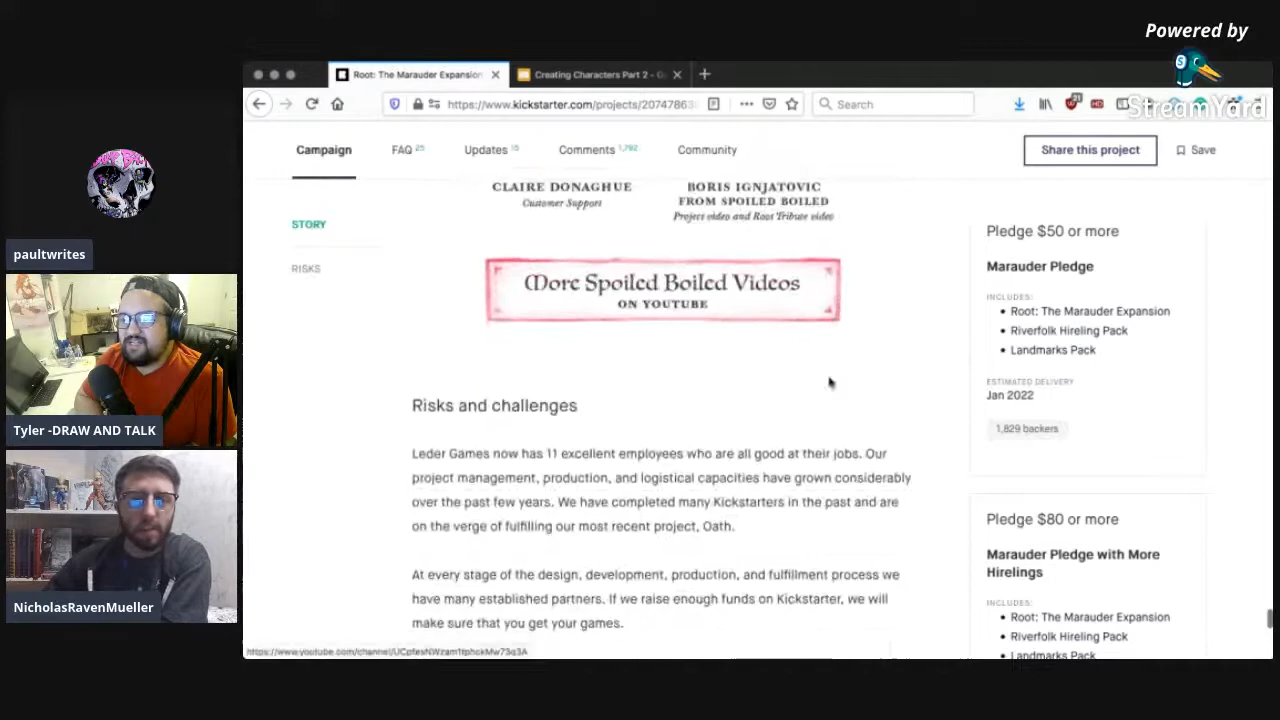 Powered by
StreamYard
Root: The Marauder Expansion
Creating Characters Part 2 - G
https://www.kickstarter.com/projects/20747863
Search
Campaign
FAQ 25
Updates 15
Comments 1,792
Community
Share this project
Save
CLAIRE DONAGHUE
Customer Support
BORIS IGNJATOVIC
FROM SPOILED BOILED
Project video and Root Tribute video
STORY
RISKS
More Spoiled Boiled Videos
ON YOUTUBE
Risks and challenges
Leder Games now has 11 excellent employees who are all good at their jobs. Our
project management, production, and logistical capacities have grown considerably
over the past few years. We have completed many Kickstarters in the past and are
on the verge of fulfilling our most recent project, Oath.
At every stage of the design, development, production, and fulfillment process we
have many established partners. If we raise enough funds on Kickstarter, we will
make sure that you get your games.
Pledge $50 or more
Marauder Pledge
INCLUDES:
Root: The Marauder Expansion
Riverfolk Hireling Pack
Landmarks Pack
ESTIMATED DELIVERY
Jan 2022
1,829 backers
Pledge $80 or more
Marauder Pledge with More
Hirelings
INCLUDES:
Root: The Marauder Expansion
Riverfolk Hireling Pack
Landmarks Pack
paultwrites
Tyler -DRAW AND TALK
NicholasRavenMueller